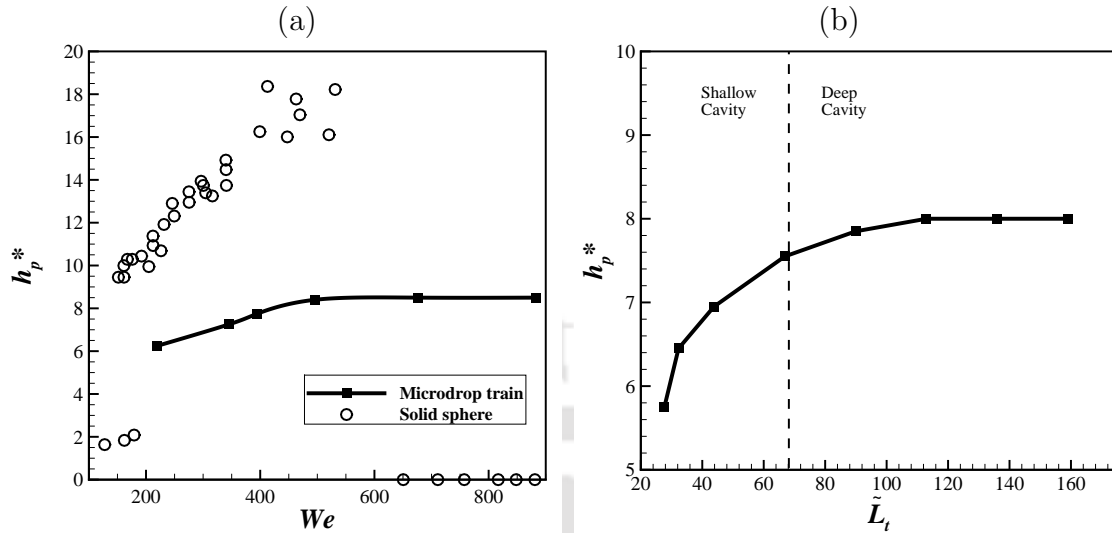 (a)
20
18
16
14
12
10
8
6
4
2
0
h_p*
200
400
600
800
We
Microdrop train
Solid sphere
(b)
10
9
8
7
6
5
h_p*
20
40
60
80
100
120
140
160
L̃_t
Shallow
Cavity
Deep
Cavity